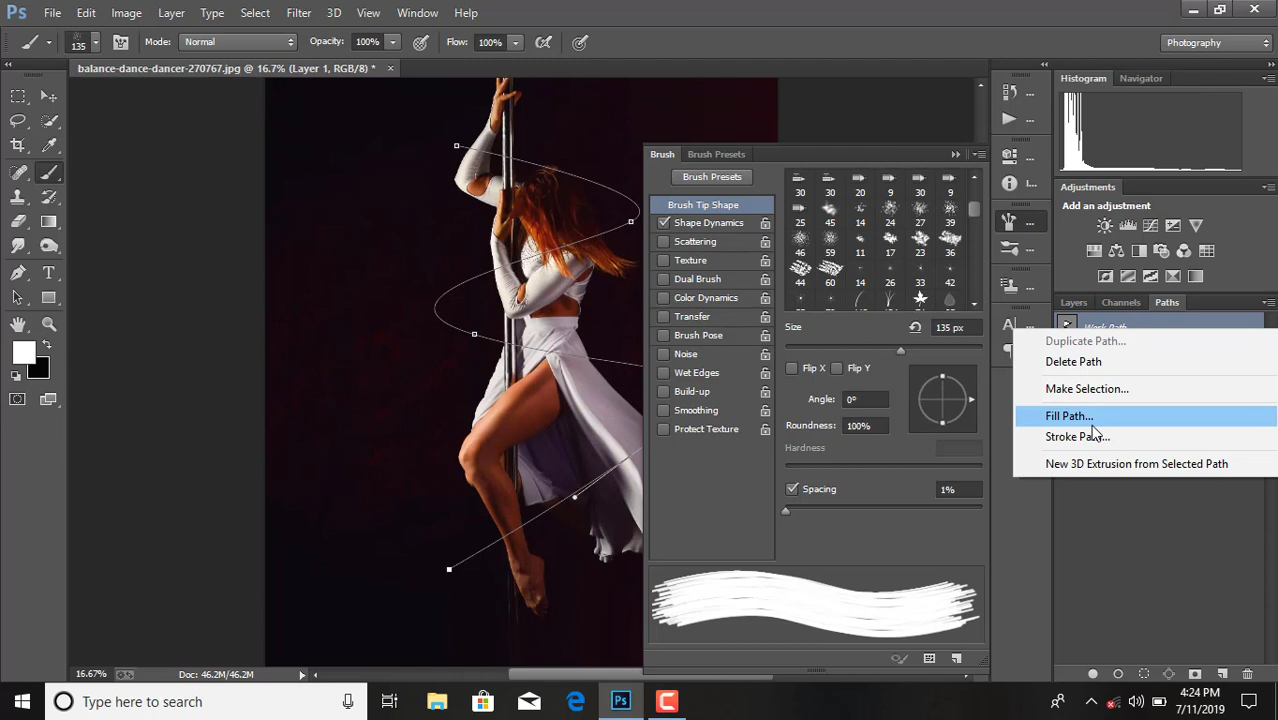 Ps File Edit Image Layer Type Select Filter 3D View Window Help
135 Mode: Normal Opacity: 100% Flow: 100% Photography
balance-dance-dancer-270767.jpg @ 16.7% (Layer 1, RGB/8) * ×
Histogram Navigator
Brush Brush Presets
Brush Presets
Brush Tip Shape
Shape Dynamics
Scattering
Texture
Dual Brush
Color Dynamics
Transfer
Brush Pose
Noise
Wet Edges
Build-up
Smoothing
Protect Texture
30 30 20 9 30 9
25 45 14 24 27 39
46 59 11 17 23 36
44 60 14 26 33 42
Size 135 px
Flip X Flip Y
Angle: 0°
Roundness: 100%
Hardness
Spacing 1%
Adjustments
Add an adjustment
Layers Channels Paths
Work Path
Duplicate Path...
Delete Path
Make Selection...
Fill Path...
Stroke Path...
New 3D Extrusion from Selected Path
16.67% Doc: 46.2M/46.2M
Type here to search
Ps
4:24 PM
7/11/2019